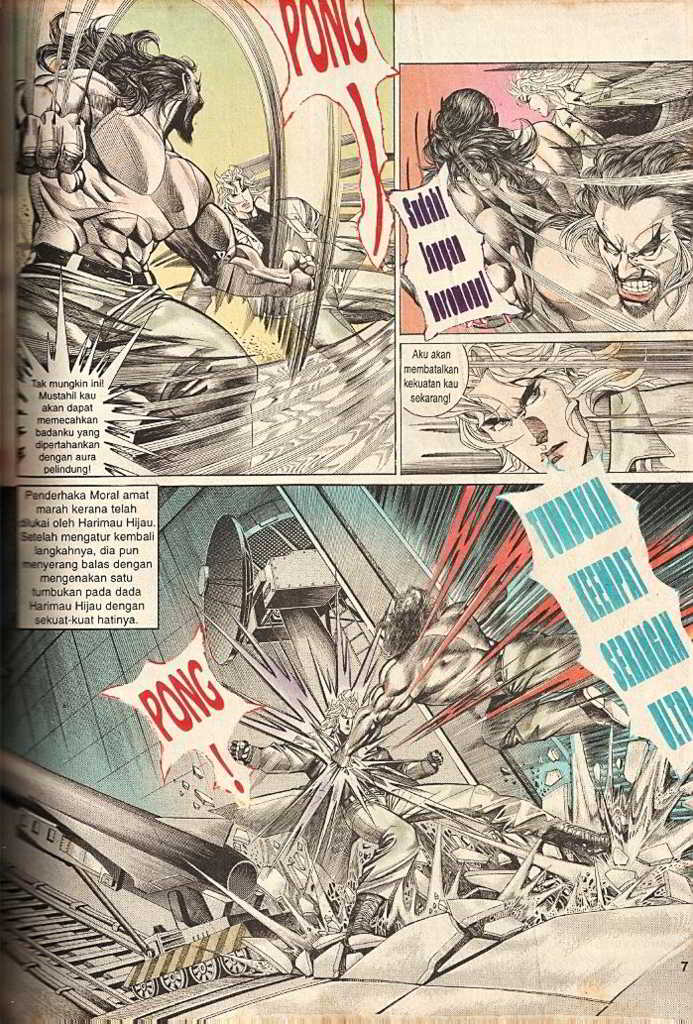 PONG
!
Tak mungkin ini!
Mustahil kau
akan dapat
memecahkan
badanku yang
dipertahankan
dengan aura
pelindung!
Sudah!
Jangan
Aku akan
membatalkan
kekuatan kau
sekarang!
Penderhaka Moral amat
marah kerana telah
dilukai oleh Harimau Hijau.
Setelah mengatur kembali
langkahnya, dia pun
menyerang balas dengan
mengenakan satu
tumbukan pada dada
Harimau Hijau dengan
sekuat-kuat hatinya.
TUMBUKAN
KEEMPAT
SERANGAN
ULTRA
PONG
!
7